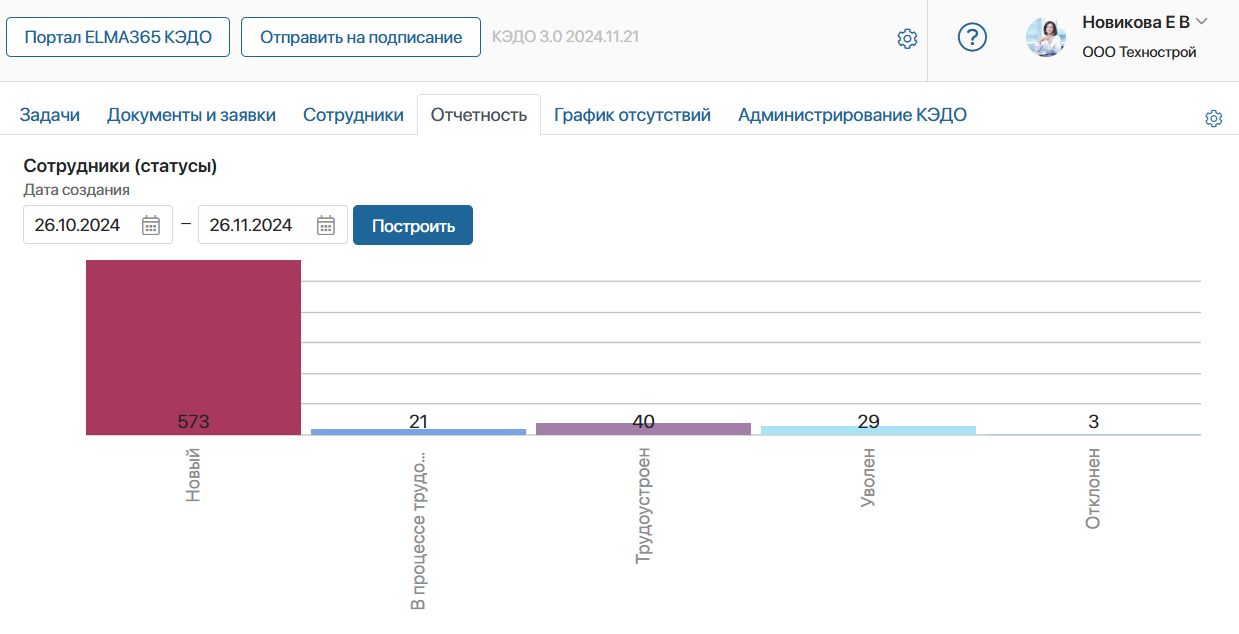 Портал ELMA365 КЭДО
Отправить на подписание
КЭДО 3.0 2024.11.21
?
Новикова Е В
ООО Технострой
Задачи
Документы и заявки
Сотрудники
Отчетность
График отсутствий
Администрирование КЭДО
Сотрудники (статусы)
Дата создания
26.10.2024
–
26.11.2024
Построить
573
21
40
29
3
Новый
В процессе трудо...
Трудоустроен
Уволен
Отклонен